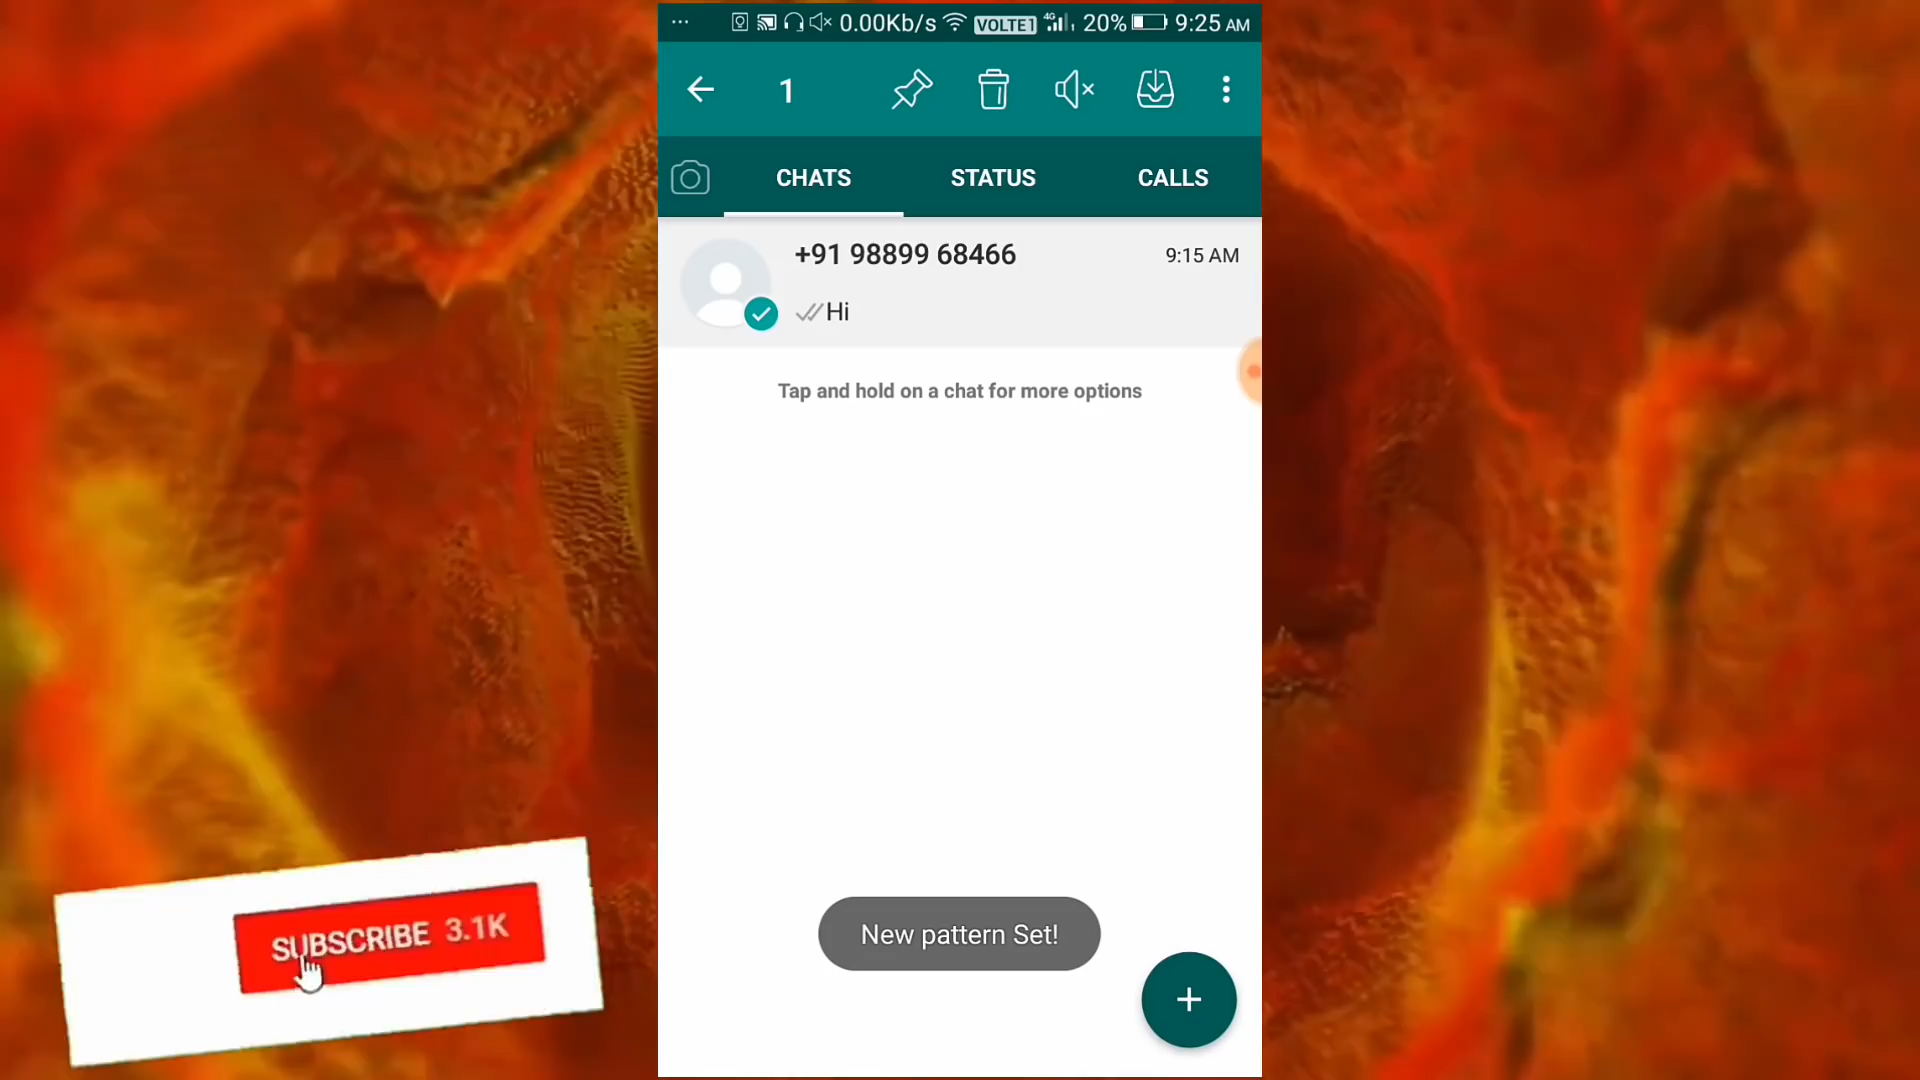 0.00Kb/s VOLTE1 4G 20% 9:25 AM
1
CHATS STATUS CALLS
+91 98899 68466 9:15 AM
Hi
Tap and hold on a chat for more options
New pattern Set!
SUBSCRIBE 3.1K